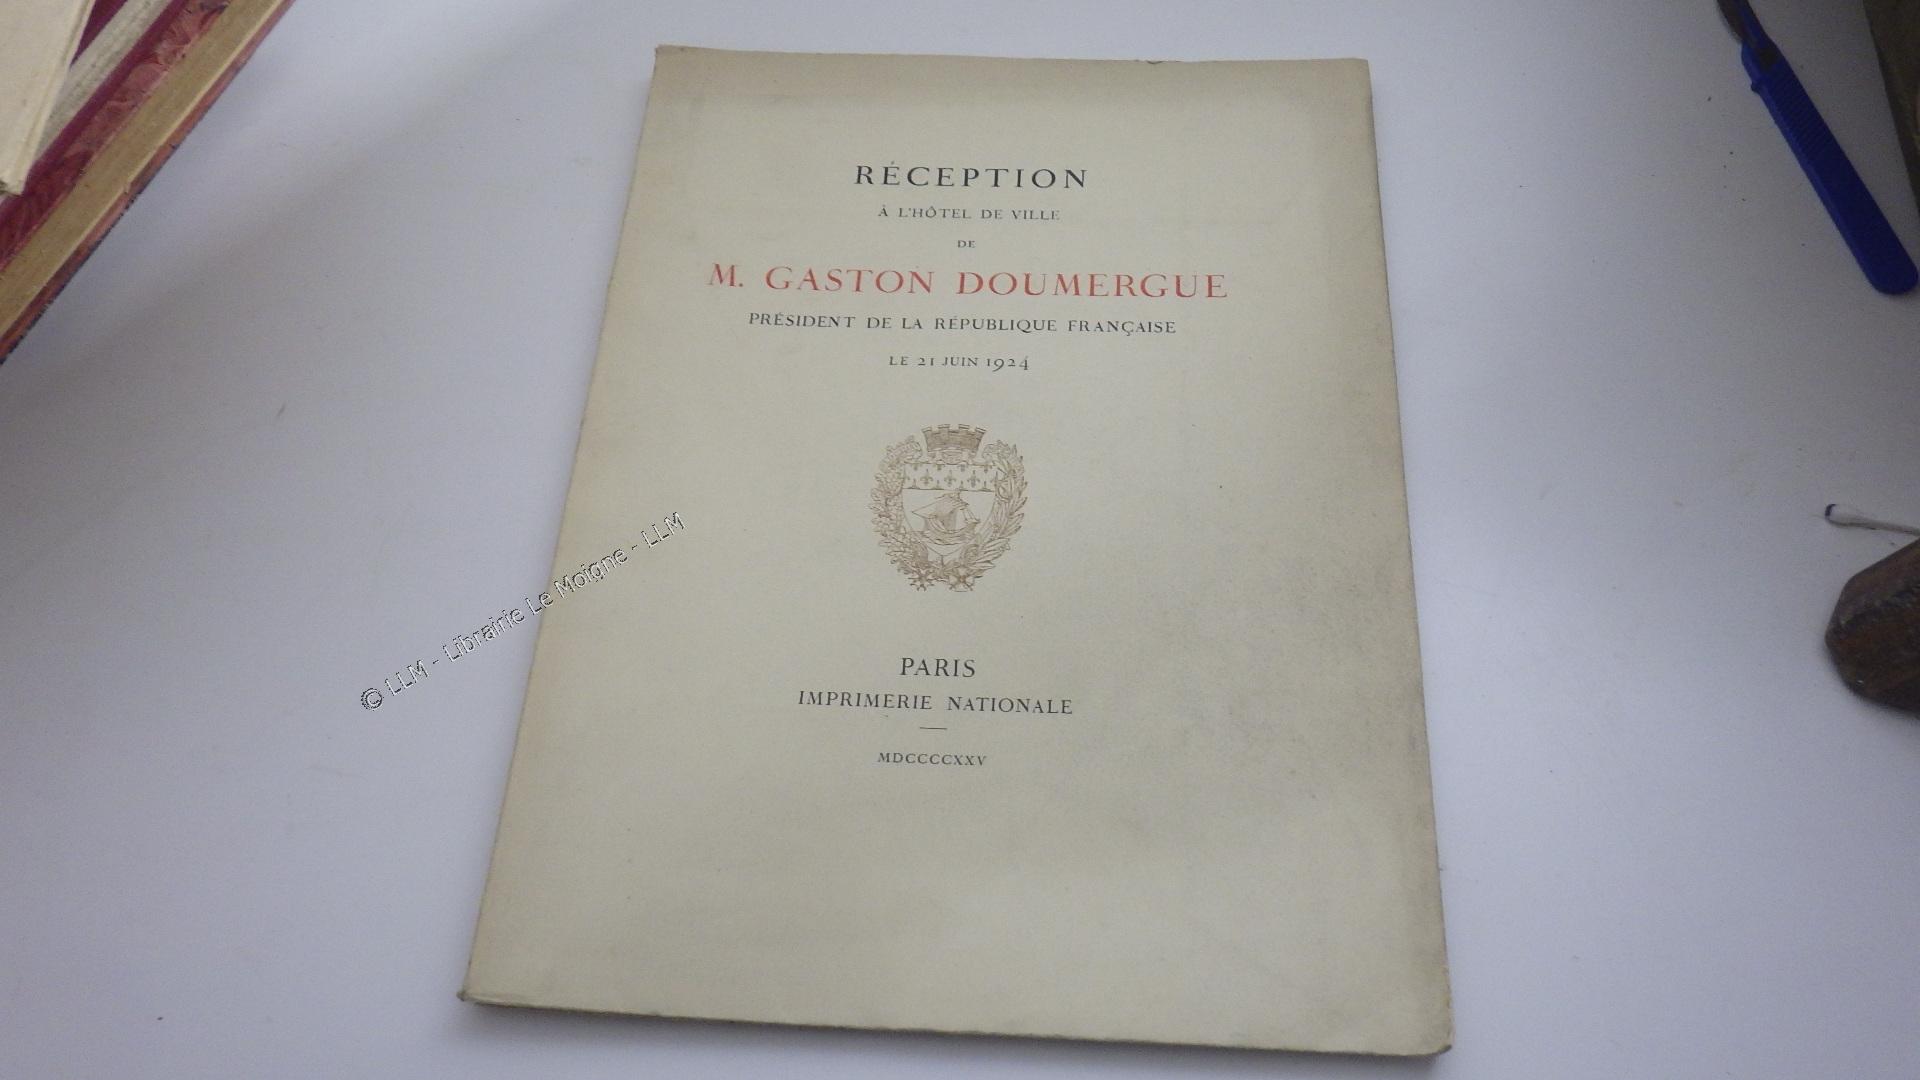 RÉCEPTION
À L'HÔTEL DE VILLE
DE
M. GASTON DOUMERGUE
PRÉSIDENT DE LA RÉPUBLIQUE FRANÇAISE
LE 21 JUIN 1924
PARIS
IMPRIMERIE NATIONALE
MDCCCCXXV
© LLM - Librairie Le Moigne - LLM